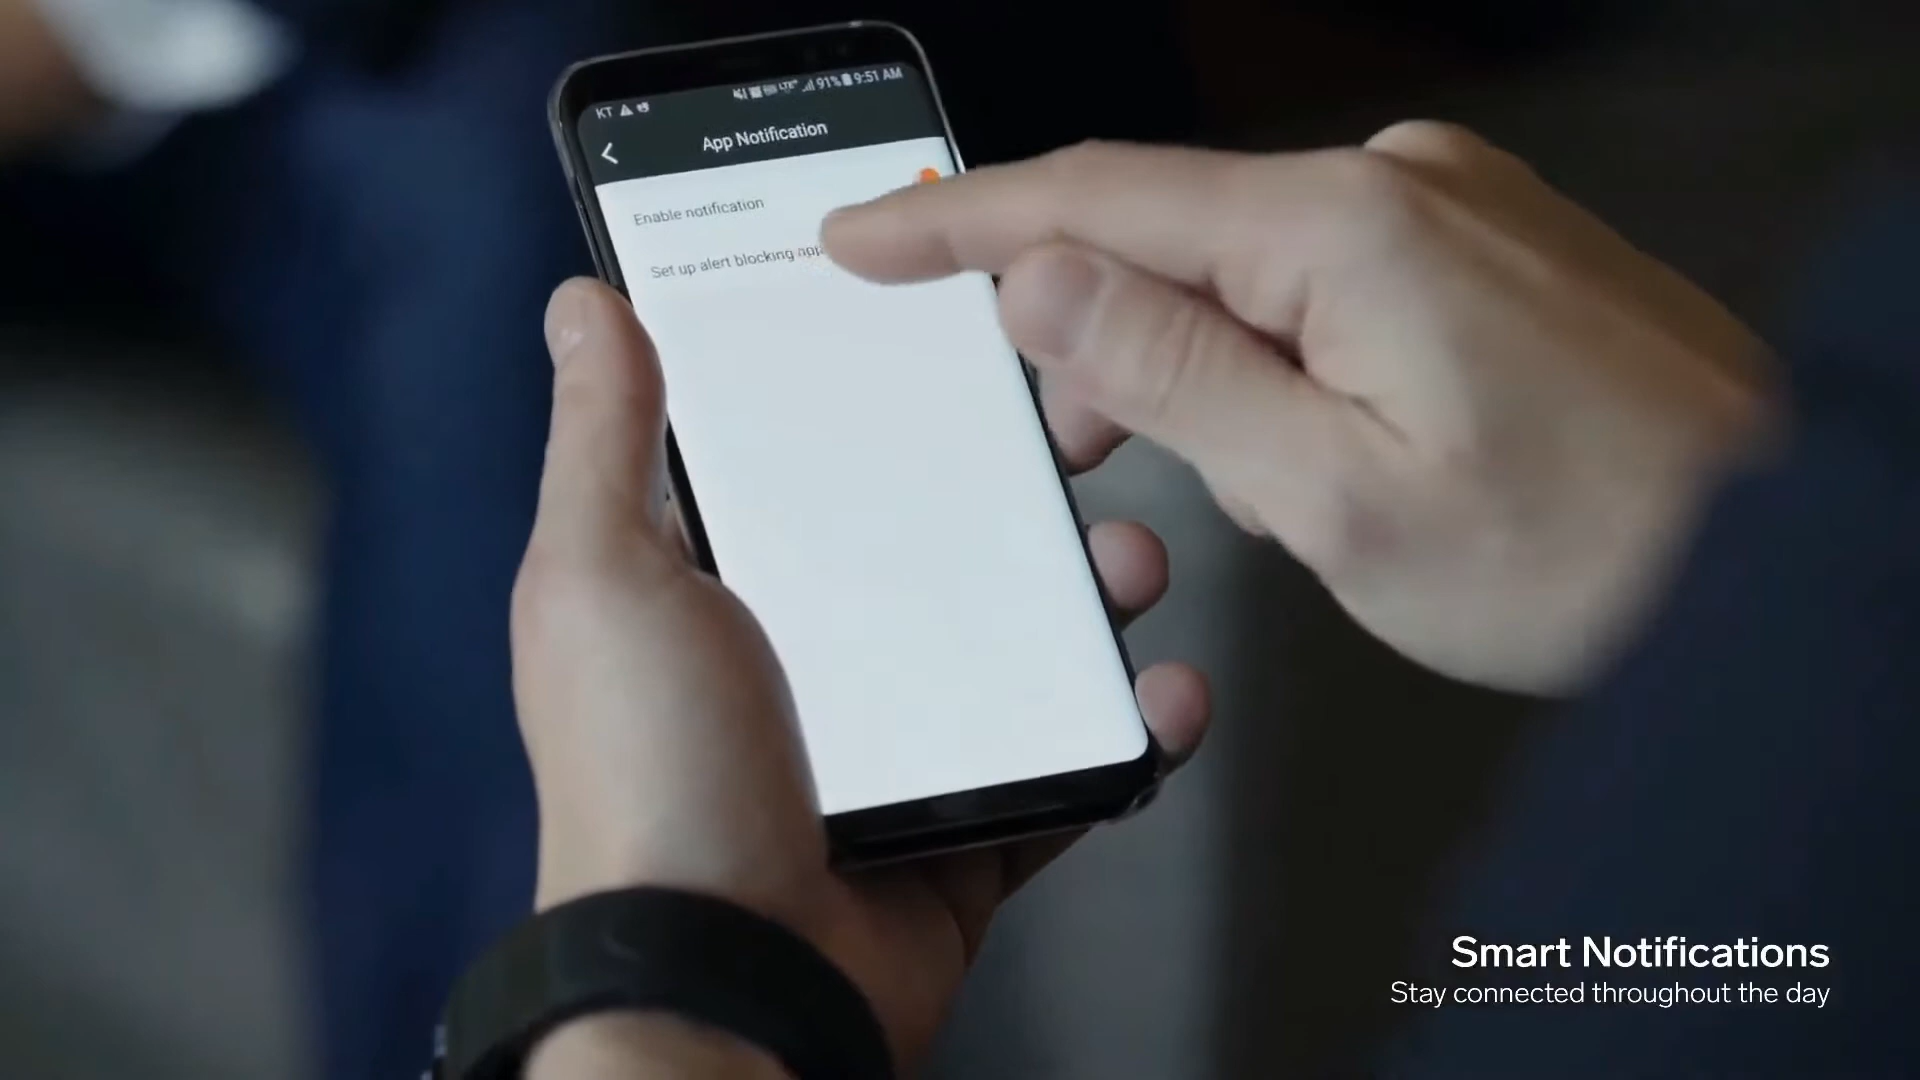 KT
91% 9:51 AM
App Notification
Enable notification
Set up alert blocking app
Smart Notifications
Stay connected throughout the day